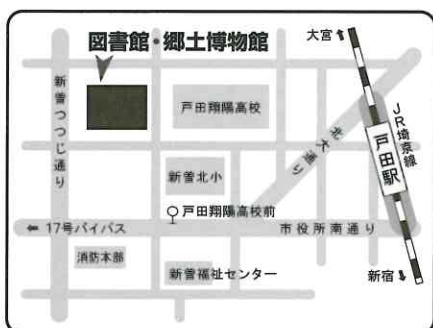 図書館・郷土博物館
大宮
新曽つつじ通り
戸田翔陽高校
北大通り
JR埼京線
戸田駅
新曽北小
戸田翔陽高校前
← 17号バイパス
市役所南通り
消防本部
新曽福祉センター
新宿